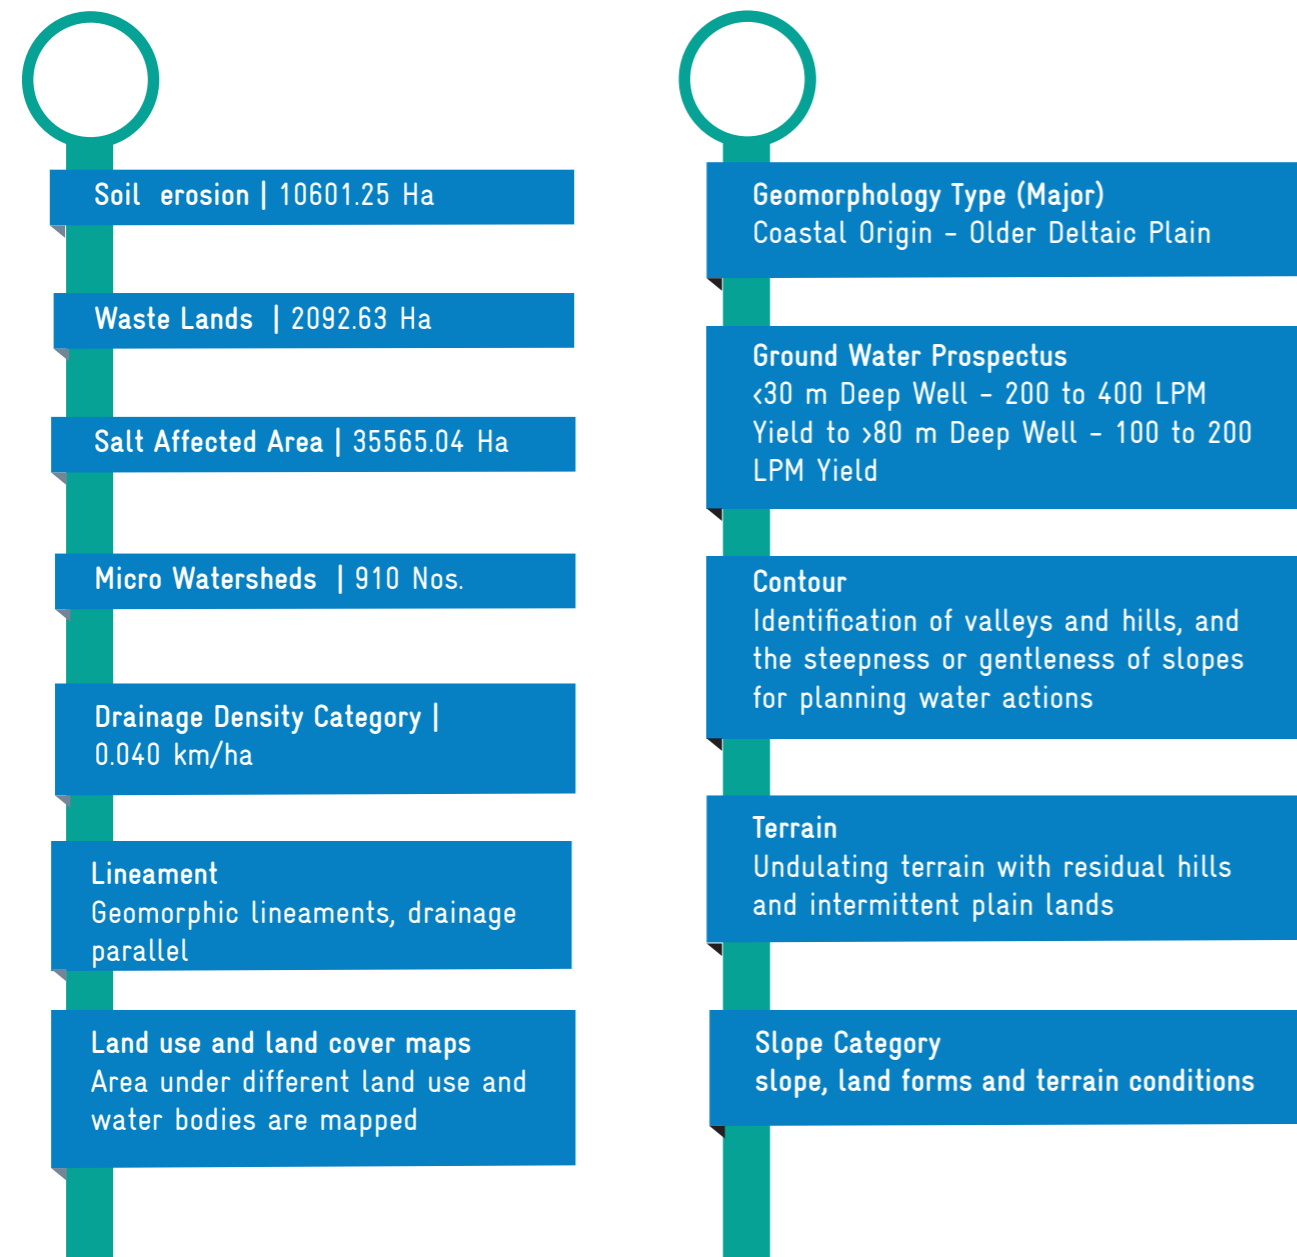 Soil erosion | 10601.25 Ha
Waste Lands | 2092.63 Ha
Salt Affected Area | 35565.04 Ha
Micro Watersheds | 910 Nos.
Drainage Density Category |
0.040 km/ha
Lineament
Geomorphic lineaments, drainage
parallel
Land use and land cover maps
Area under different land use and
water bodies are mapped
Geomorphology Type (Major)
Coastal Origin - Older Deltaic Plain
Ground Water Prospectus
<30 m Deep Well - 200 to 400 LPM
Yield to >80 m Deep Well - 100 to 200
LPM Yield
Contour
Identification of valleys and hills, and
the steepness or gentleness of slopes
for planning water actions
Terrain
Undulating terrain with residual hills
and intermittent plain lands
Slope Category
slope, land forms and terrain conditions